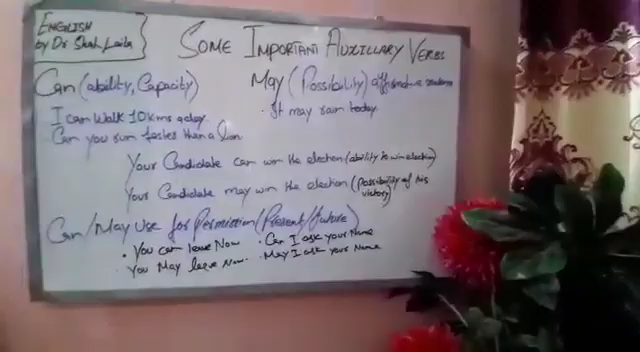 ENGLISH
by Dr Shah Laila
SOME IMPORTANT AUXILLARY VERBS
Can (ability, Capacity)
May (Possibility) affirmative sentence
I can walk 10 kms a day.
Can you run faster than a lion
· It may rain today
Your Candidate can win the election (ability to win election)
Your Candidate may win the election (possibility of his victory)
Can/May Use for Permission (Present/future)
· You can leave Now
· Can I ask your Name
· You May leave Now.
· May I ask your Name